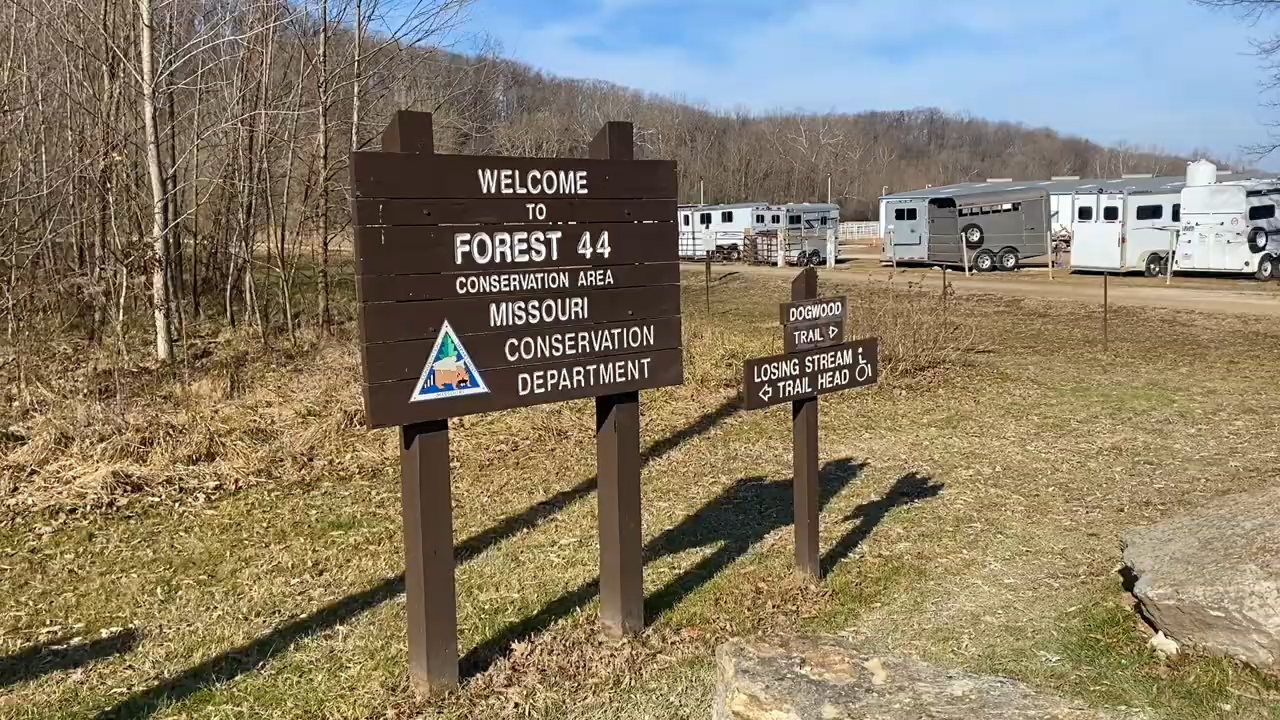 WELCOME
TO
FOREST 44
CONSERVATION AREA
MISSOURI
CONSERVATION
DEPARTMENT
DOGWOOD
TRAIL
LOSING STREAM
TRAIL HEAD